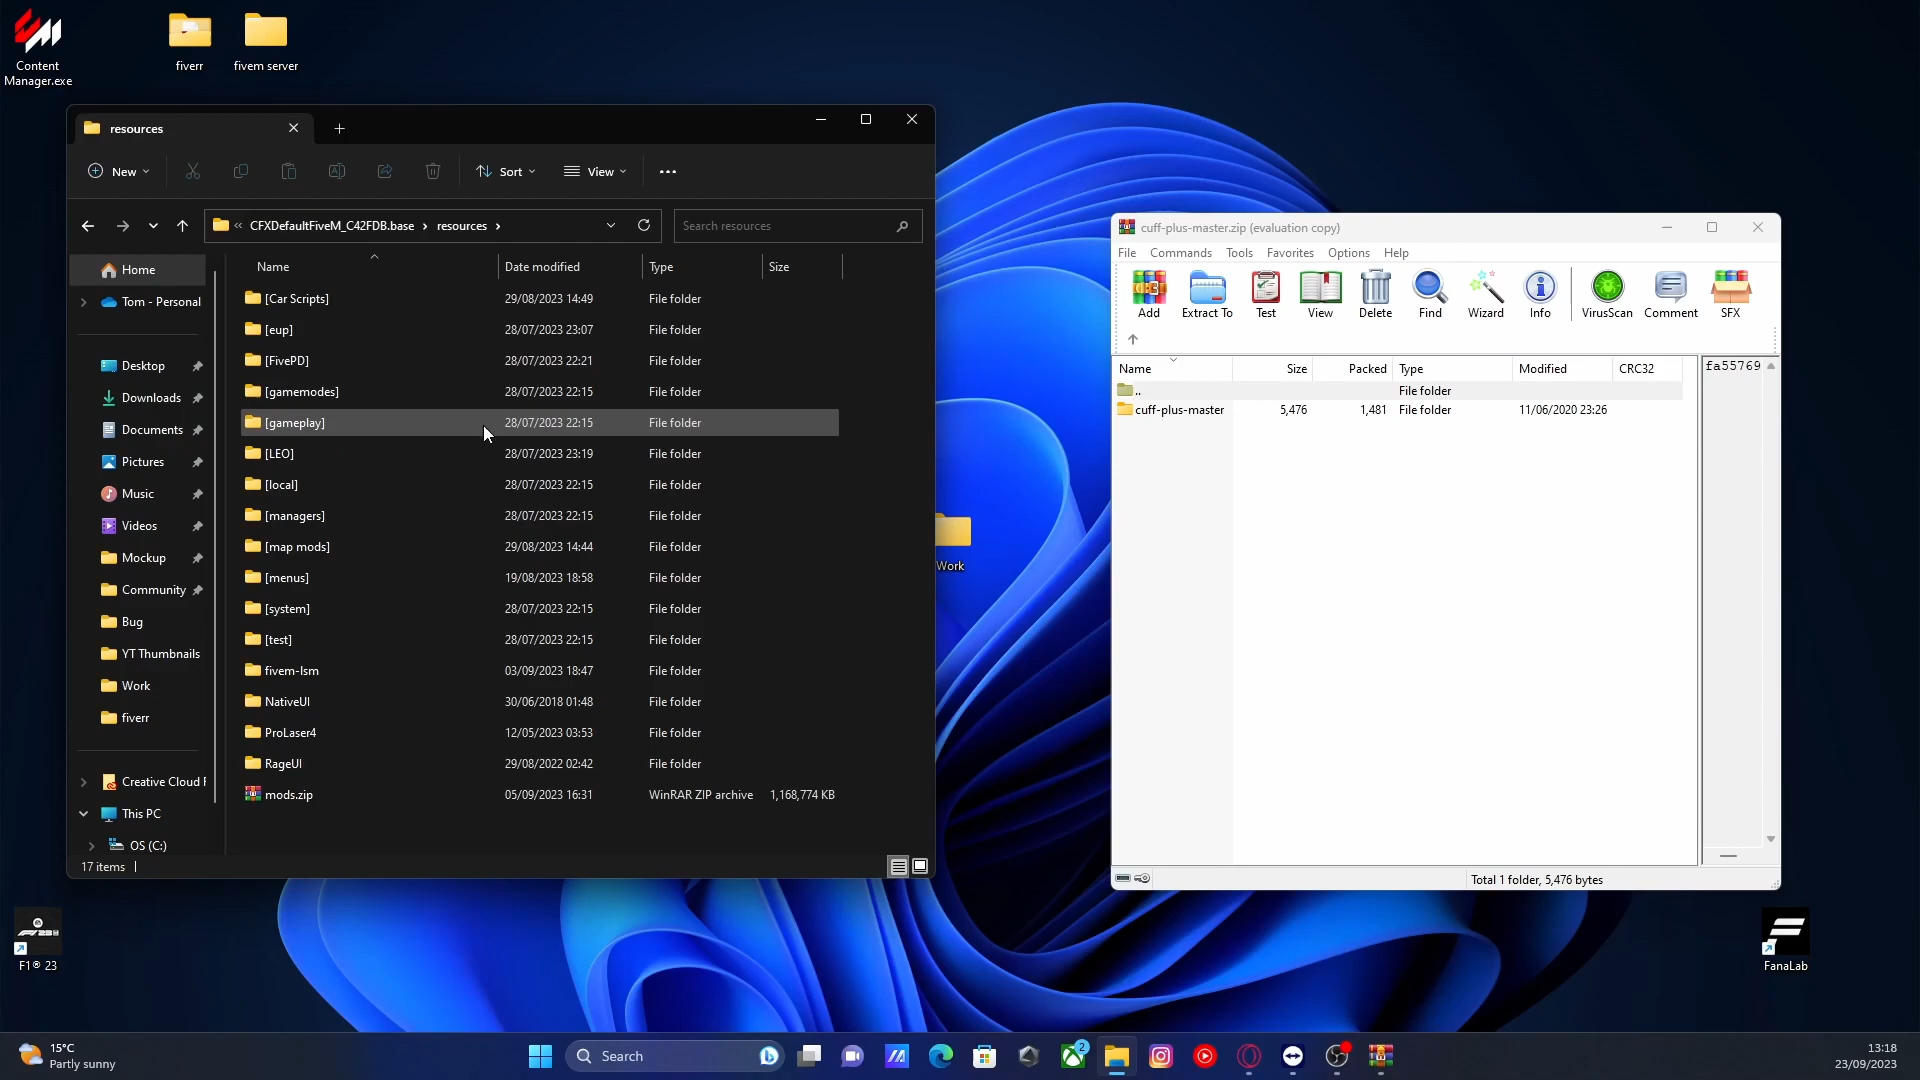 Content
Manager.exe
fiverr
fivem server
resources
New
Sort
View
CFXDefaultFiveM_C42FDB.base
resources
Search resources
Name
Date modified
Type
Size
Home
Tom - Personal
Desktop
Downloads
Documents
Pictures
Music
Videos
Mockup
Community
Bug
YT Thumbnails
Work
fiverr
Creative Cloud F
This PC
OS (C:)
[Car Scripts] 29/08/2023 14:49 File folder
[eup] 28/07/2023 23:07 File folder
[FivePD] 28/07/2023 22:21 File folder
[gamemodes] 28/07/2023 22:15 File folder
[gameplay] 28/07/2023 22:15 File folder
[LEO] 28/07/2023 23:19 File folder
[local] 28/07/2023 22:15 File folder
[managers] 28/07/2023 22:15 File folder
[map mods] 29/08/2023 14:44 File folder
[menus] 19/08/2023 18:58 File folder
[system] 28/07/2023 22:15 File folder
[test] 28/07/2023 22:15 File folder
fivem-lsm 03/09/2023 18:47 File folder
NativeUI 30/06/2018 01:48 File folder
ProLaser4 12/05/2023 03:53 File folder
RageUI 29/08/2022 02:42 File folder
mods.zip 05/09/2023 16:31 WinRAR ZIP archive 1,168,774 KB
17 items
Work
cuff-plus-master.zip (evaluation copy)
File Commands Tools Favorites Options Help
Add Extract To Test View Delete Find Wizard Info VirusScan Comment SFX
Name Size Packed Type Modified CRC32
fa55769
.. File folder
cuff-plus-master 5,476 1,481 File folder 11/06/2020 23:26
Total 1 folder, 5,476 bytes
F1® 23
FanaLab
15°C
Partly sunny
Search
2
13:18
23/09/2023